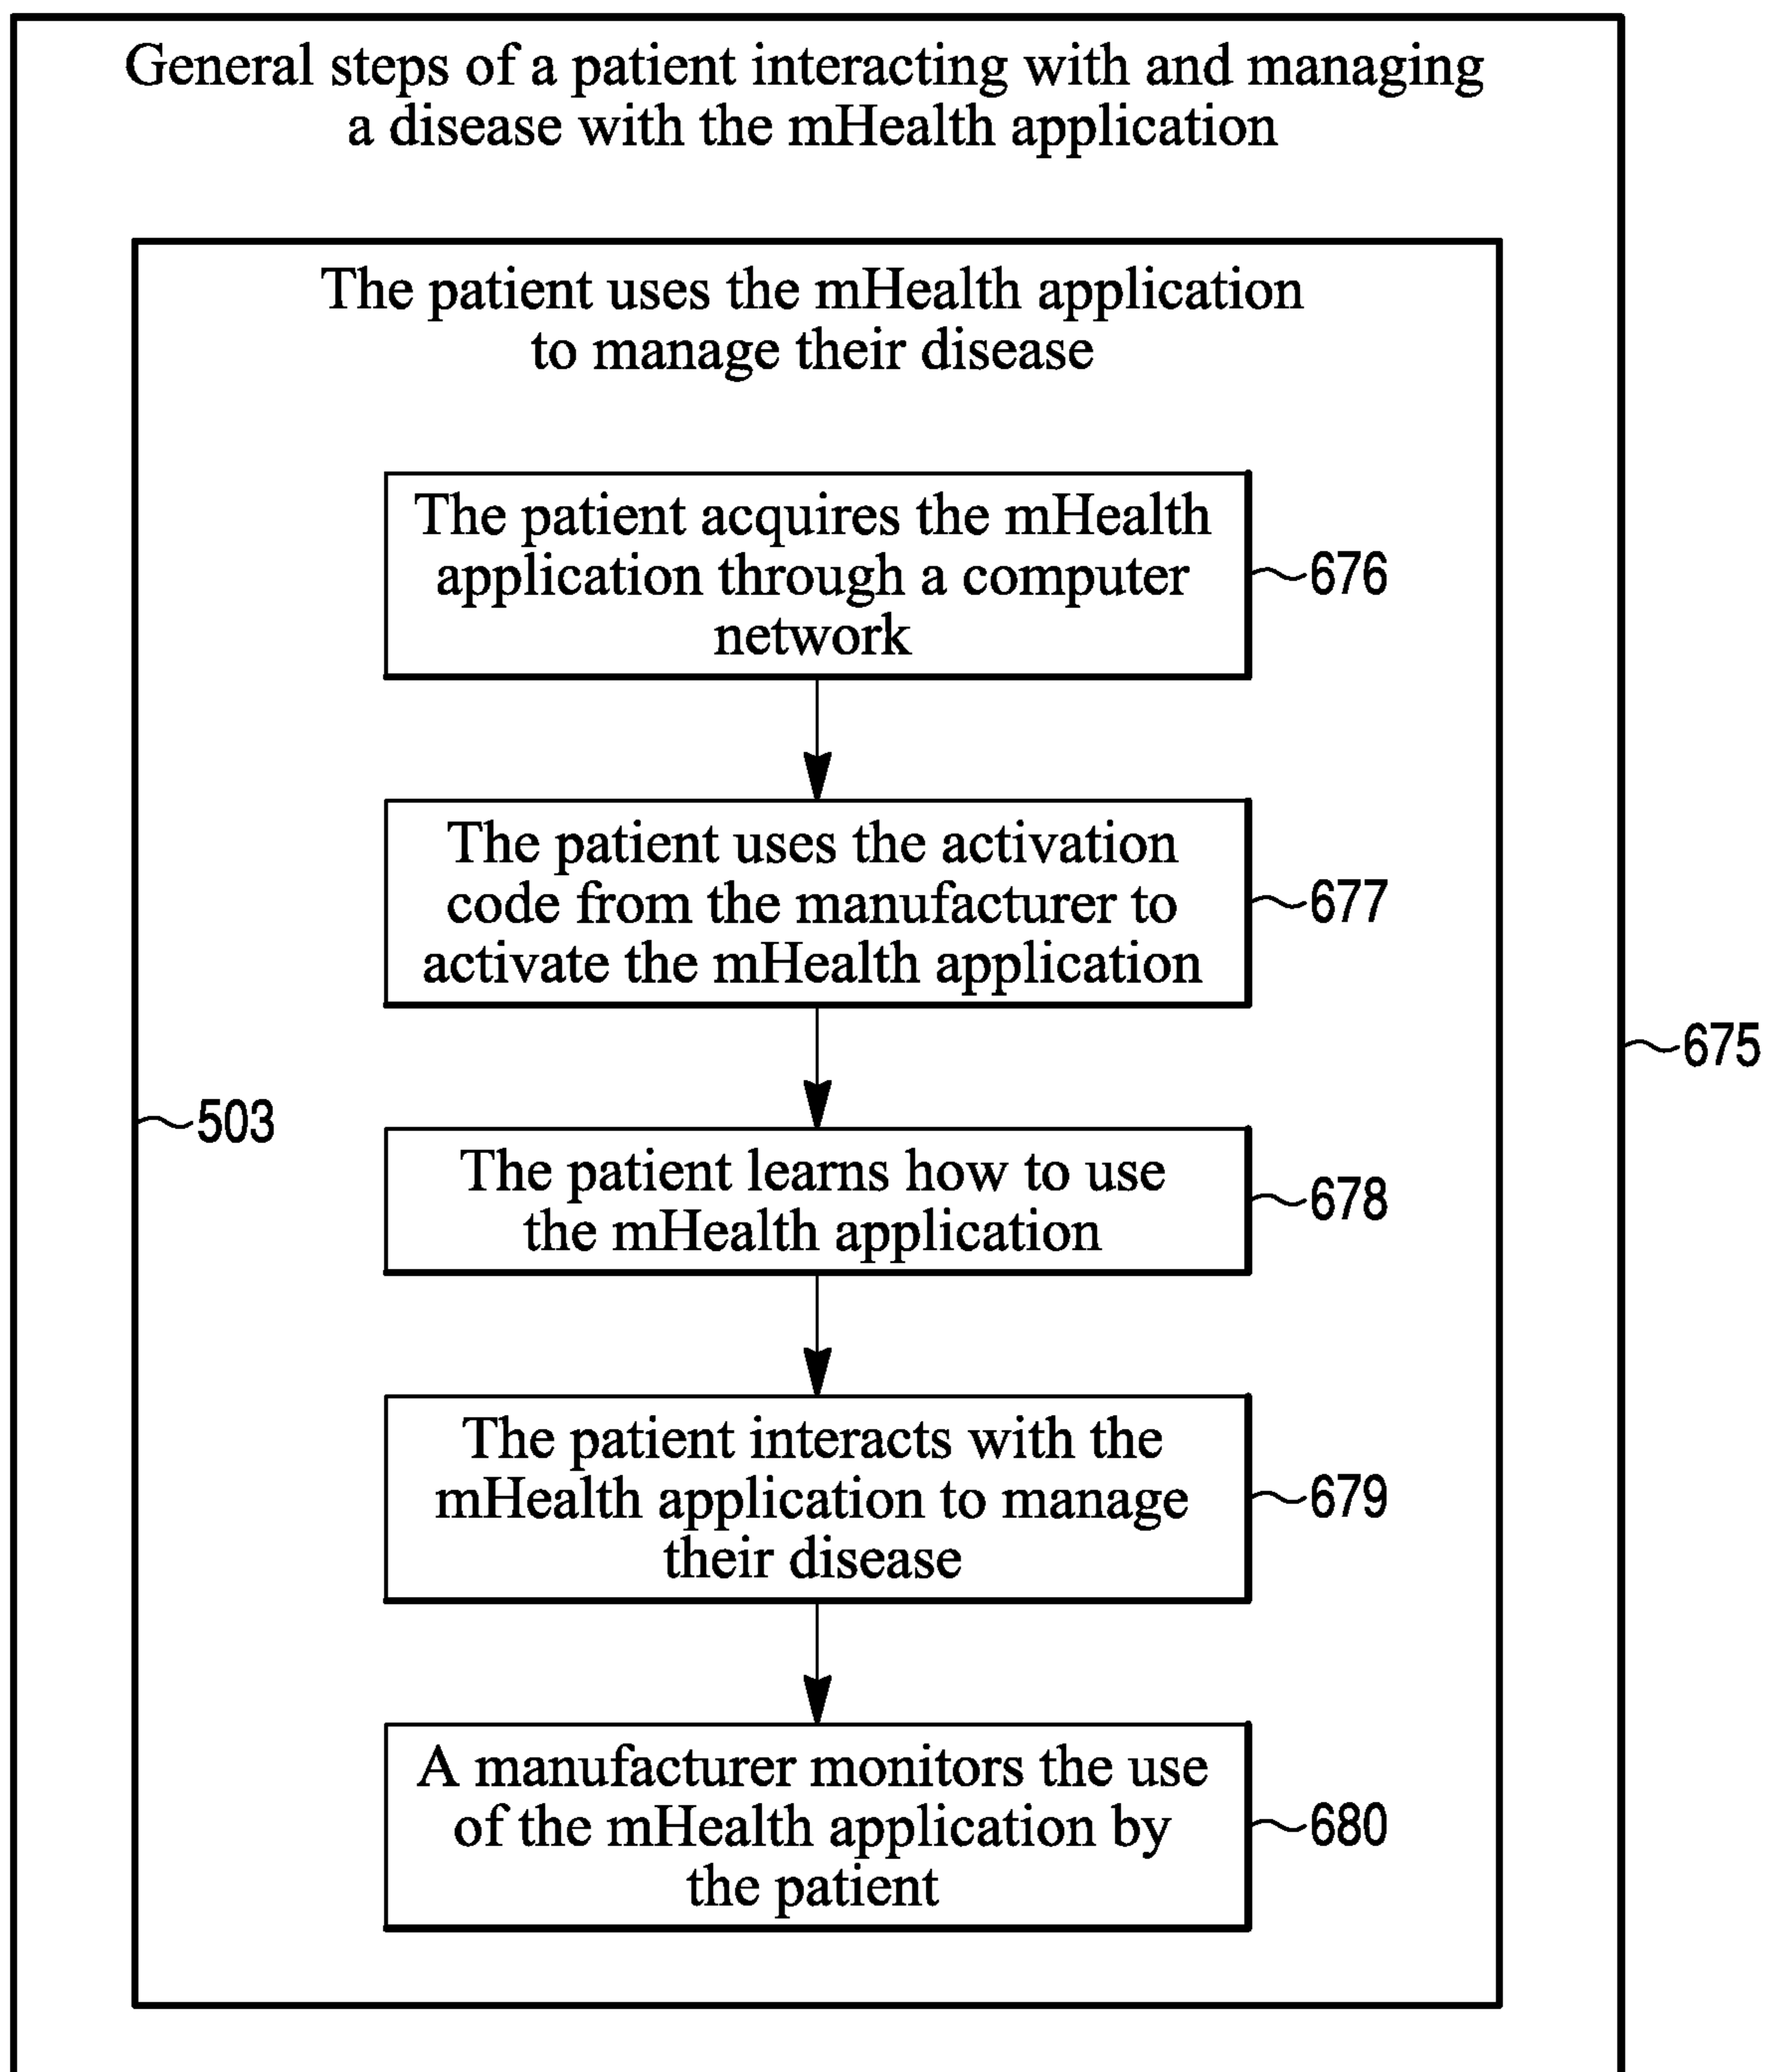 General steps of a patient interacting with and managing
a disease with the mHealth application
The patient uses the mHealth application
to manage their disease
The patient acquires the mHealth
application through a computer
network
676
The patient uses the activation
code from the manufacturer to
activate the mHealth application
677
675
503
The patient learns how to use
the mHealth application
678
The patient interacts with the
mHealth application to manage
their disease
679
A manufacturer monitors the use
of the mHealth application by
the patient
680